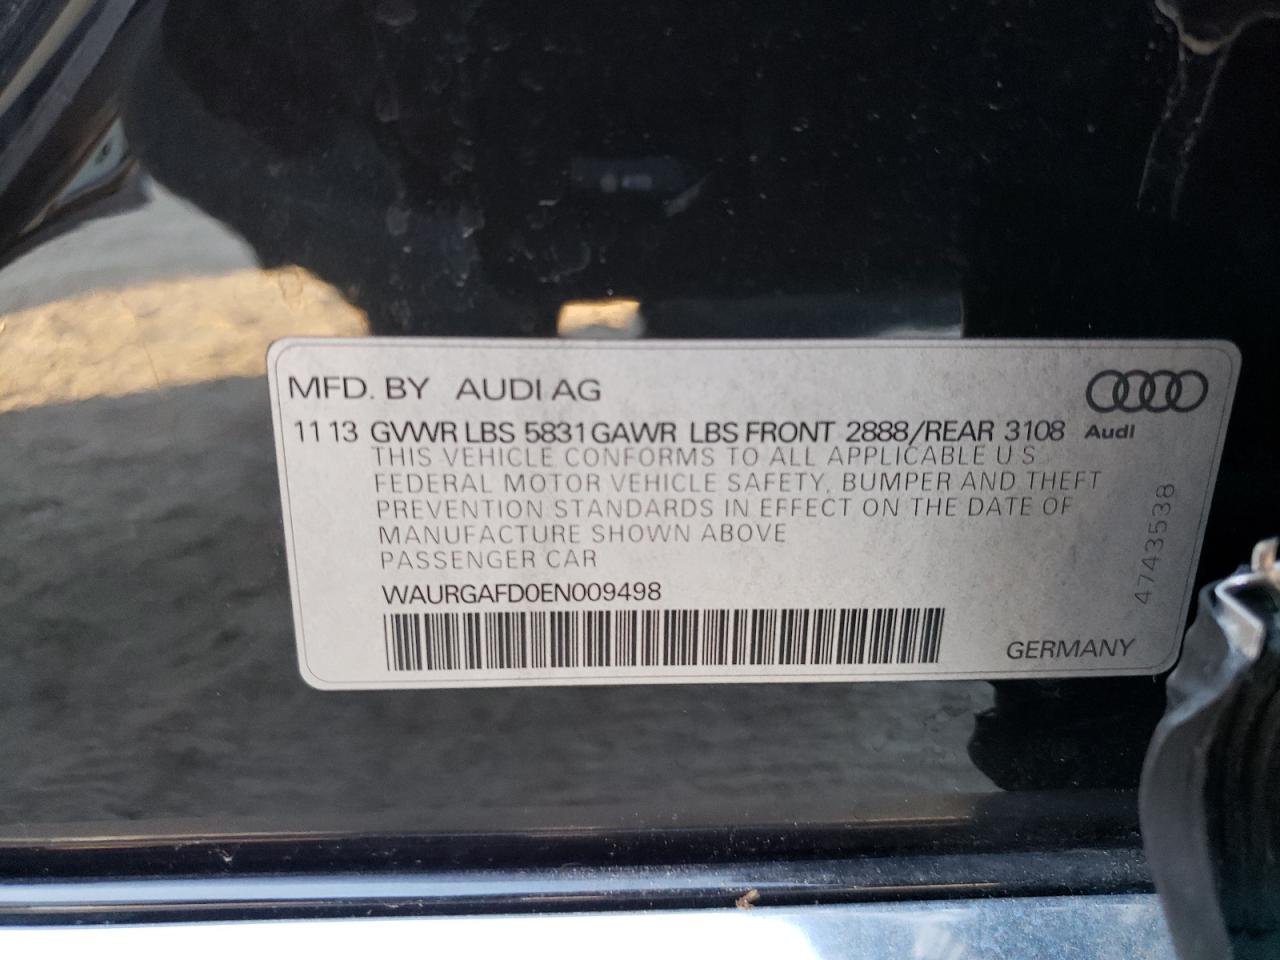 MFD. BY AUDI AG
11 13 GVWR LBS 5831 GAWR LBS FRONT 2888/REAR 3108
Audi
THIS VEHICLE CONFORMS TO ALL APPLICABLE U S
FEDERAL MOTOR VEHICLE SAFETY, BUMPER AND THEFT
PREVENTION STANDARDS IN EFFECT ON THE DATE OF
MANUFACTURE SHOWN ABOVE
PASSENGER CAR
WAURGAFD0EN009498
GERMANY
4743538